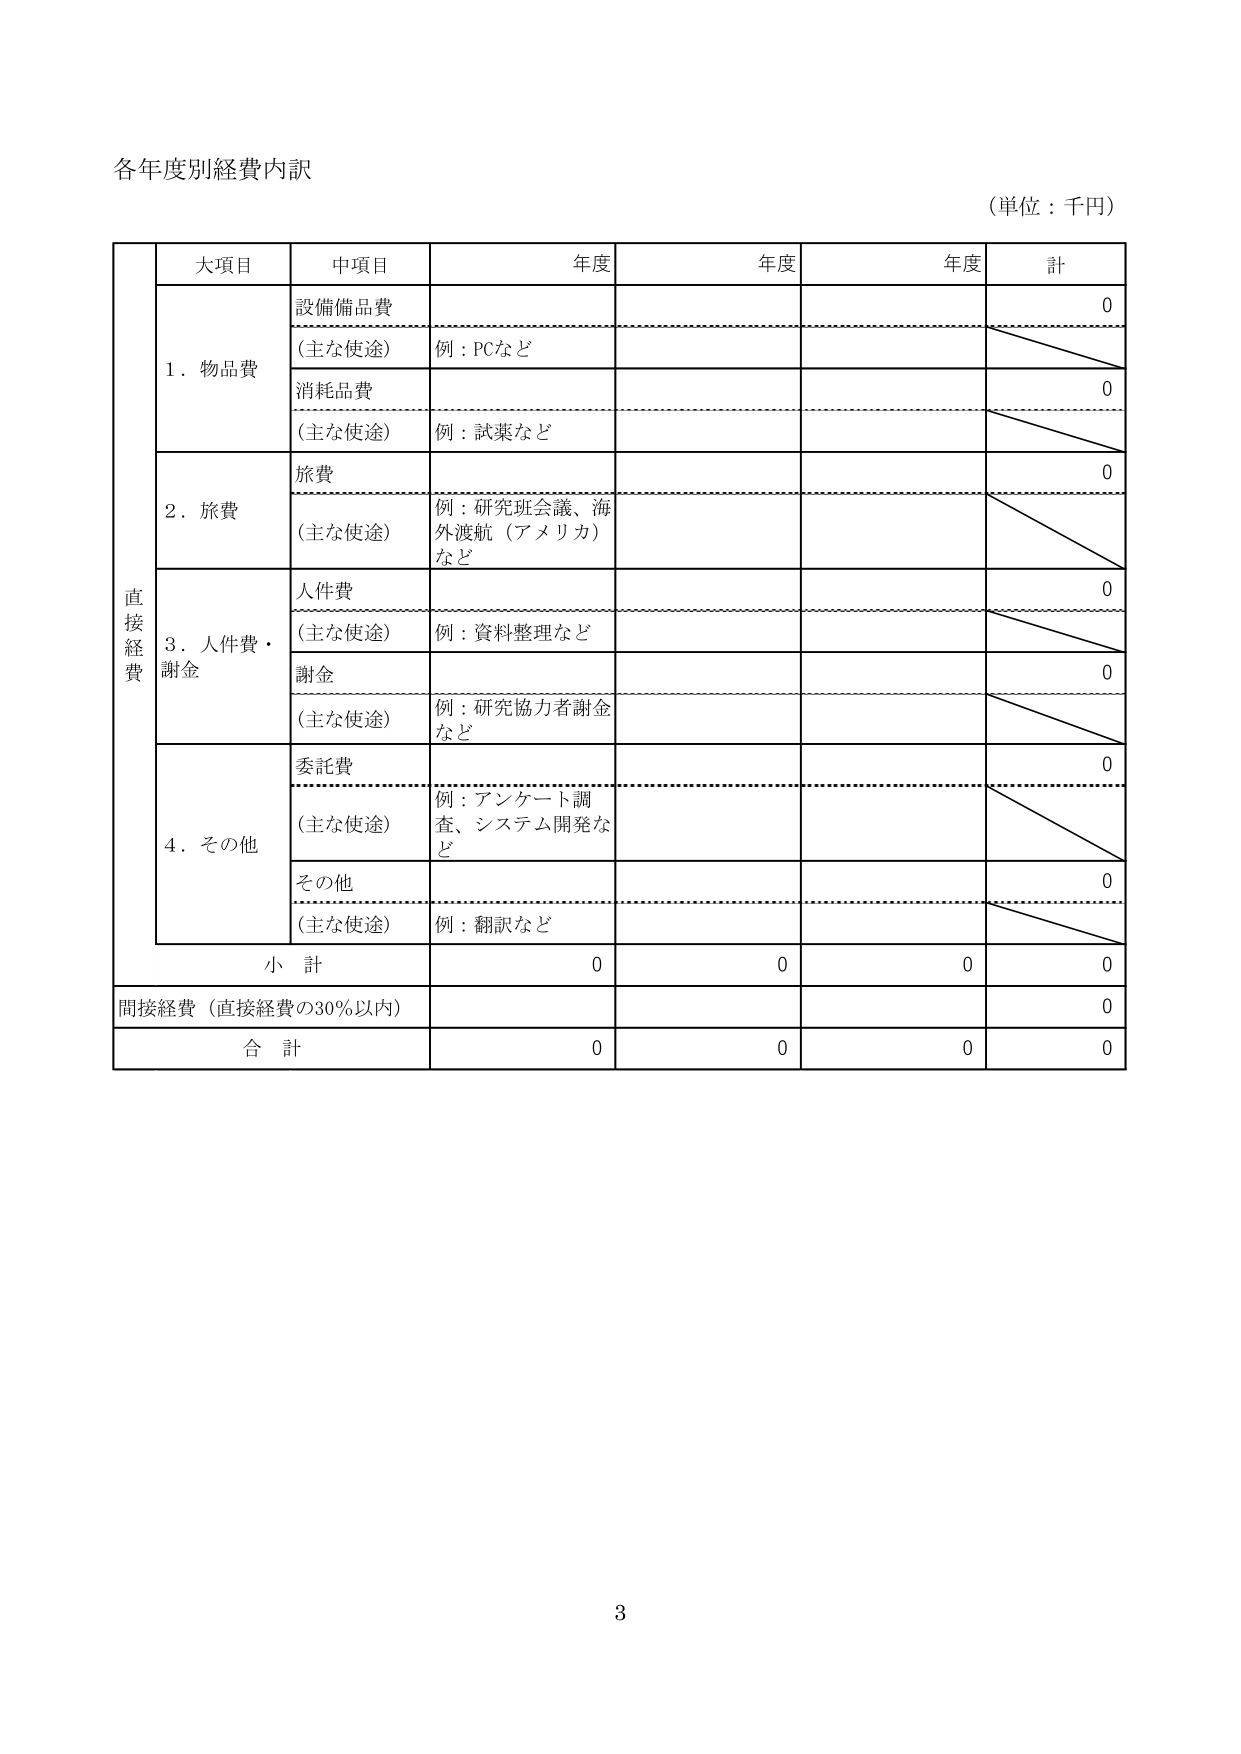 各年度別経費内訳
（単位：千円）
大項目 中項目 年度 年度 年度 計
直接経費
１．物品費
設備備品費 0
（主な使途） 例：PCなど
消耗品費 0
（主な使途） 例：試薬など
２．旅費
旅費 0
（主な使途） 例：研究班会議、海
外渡航（アメリカ）
など
３．人件費・
謝金
人件費 0
（主な使途） 例：資料整理など
謝金 0
（主な使途） 例：研究協力者謝金
など
４．その他
委託費 0
（主な使途） 例：アンケート調
査、システム開発な
ど
その他 0
（主な使途） 例：翻訳など
小　計 0 0 0 0
間接経費（直接経費の30％以内） 0
合　計 0 0 0 0
3